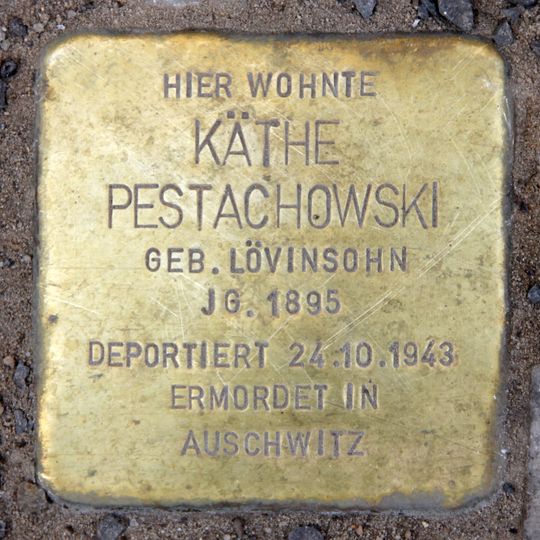 HIER WOHNTE
KÄTHE
PESTACHOWSKI
GEB. LÖVINSOHN
JG. 1895
DEPORTIERT 24.10.1943
ERMORDET IN
AUSCHWITZ